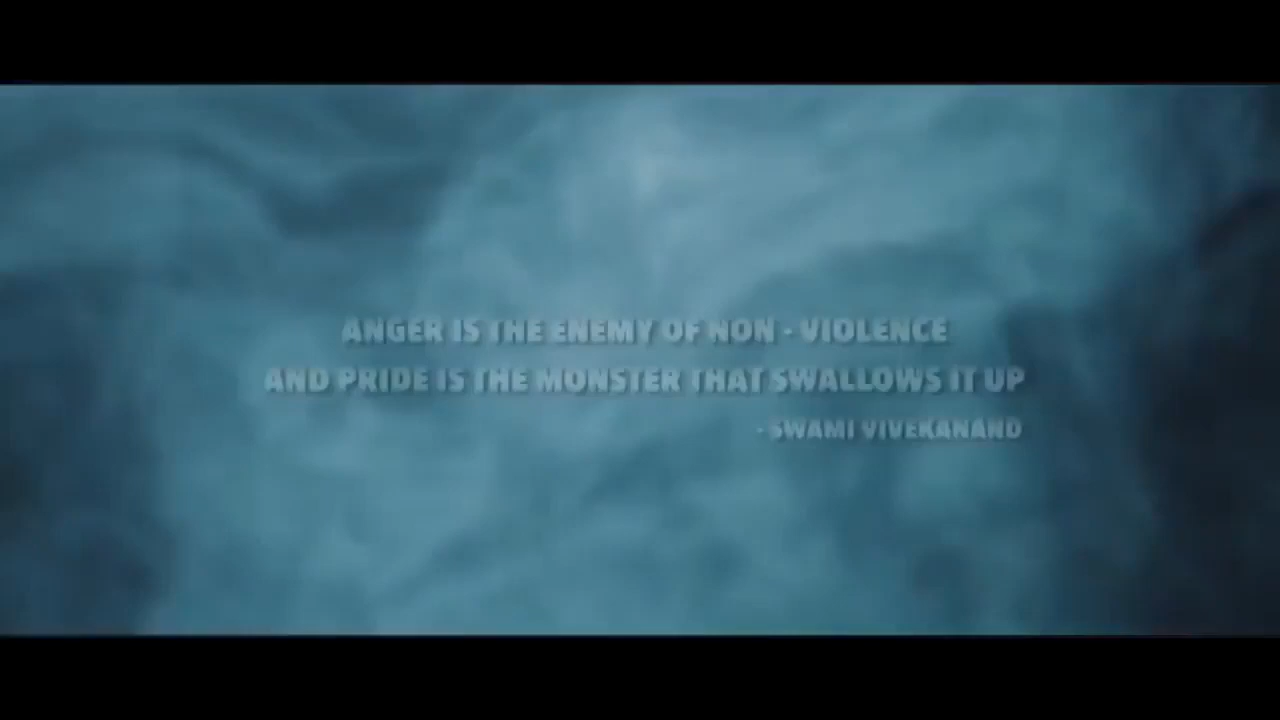 ANGER IS THE ENEMY OF NON - VIOLENCE
AND PRIDE IS THE MONSTER THAT SWALLOWS IT UP
- SWAMI VIVEKANAND